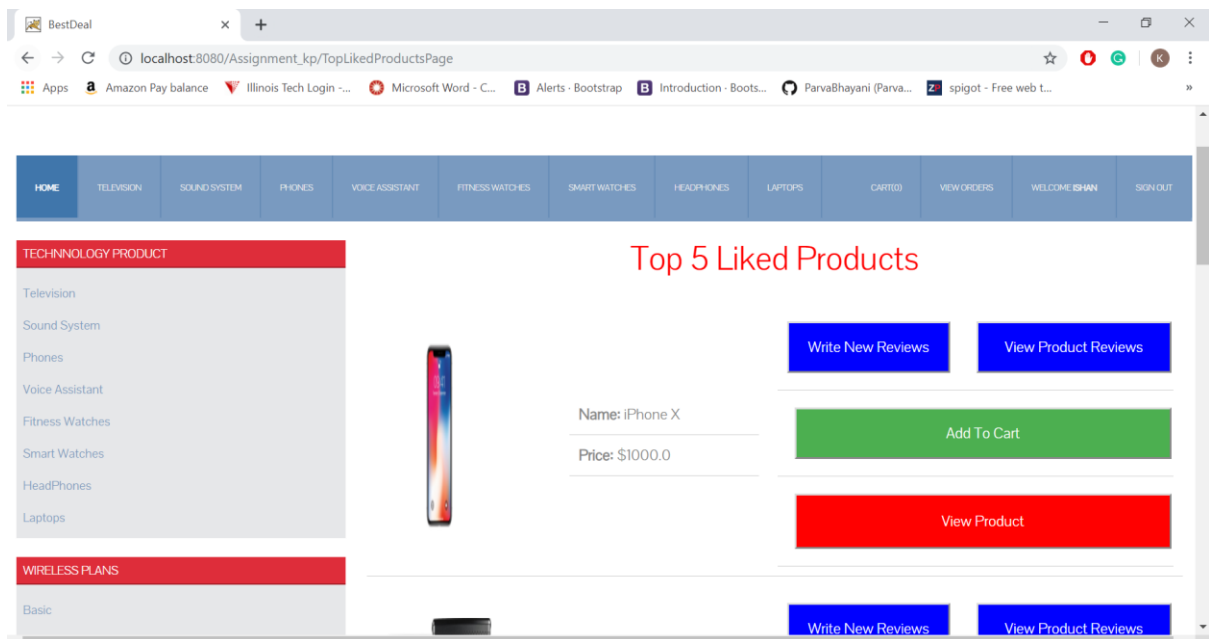 BestDeal
localhost:8080/Assignment_kp/TopLikedProductsPage
Apps Amazon Pay balance Illinois Tech Login -... Microsoft Word - C... Alerts · Bootstrap Introduction · Boots... ParvaBhayani (Parva... spigot - Free web t... »
HOME TELEVISION SOUND SYSTEM PHONES VOICE ASSISTANT FITNESS WATCHES SMART WATCHES HEADPHONES LAPTOPS CART(0) VIEW ORDERS WELCOME ISHAN SIGN OUT
TECHNNOLOGY PRODUCT
Television
Sound System
Phones
Voice Assistant
Fitness Watches
Smart Watches
HeadPhones
Laptops
WIRELESS PLANS
Basic
Top 5 Liked Products
Name: iPhone X
Price: $1000.0
Write New Reviews View Product Reviews
Add To Cart
View Product
Write New Reviews View Product Reviews